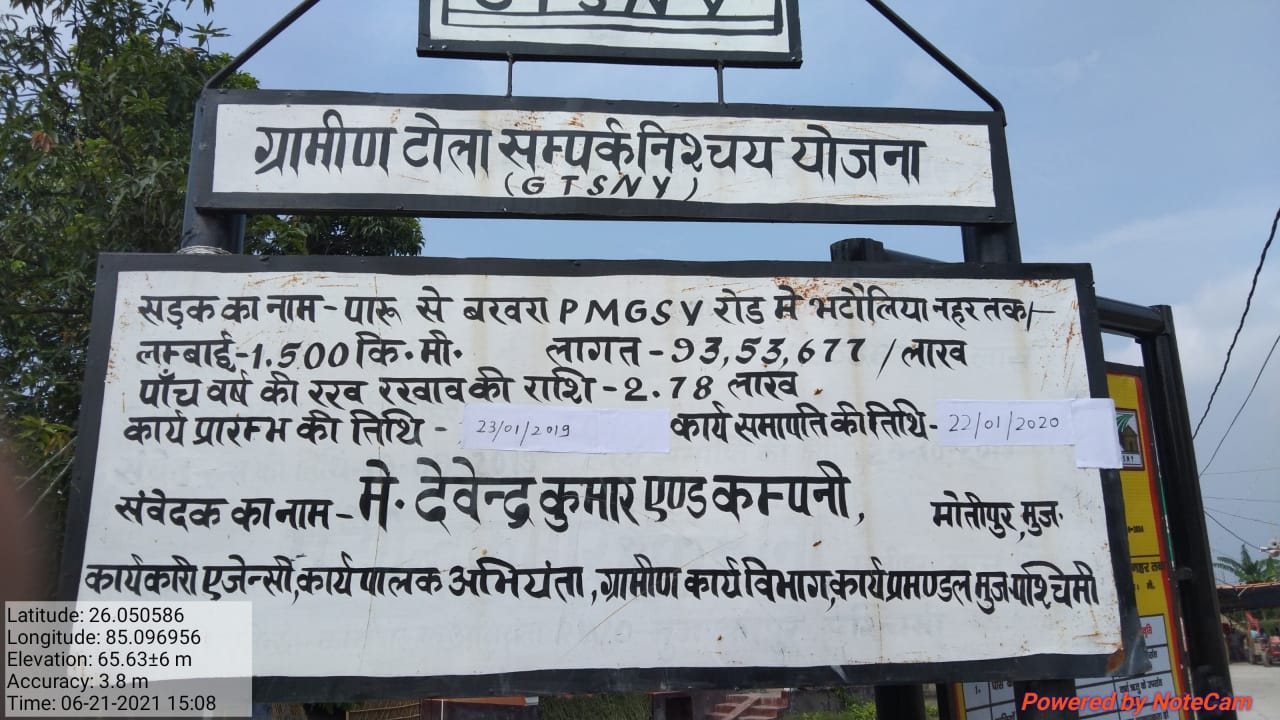 GTSNY
ग्रामीण टोला सम्पर्क निश्चय योजना
(GTSNY)
सड़क का नाम - पारू से बखरा PMGSY रोड में भटौलिया नहर तक/-
लम्बाई-1.500 कि.मी. लागत - 93,53,677 /लाख
पाँच वर्ष की रख रखाव की राशि - 2.78 लाख
कार्य प्रारम्भ की तिथि - 23/01/2019 कार्य समाप्ति की तिथि- 22/01/2020
संवेदक का नाम - मे. देवेन्द्र कुमार एण्ड कम्पनी, मोतीपुर, मुज.
कार्यकारी एजेन्सी, कार्यपालक अभियंता, ग्रामीण कार्य विभाग, कार्य प्रमण्डल मुज.पश्चिमी
Latitude: 26.050586
Longitude: 85.096956
Elevation: 65.63±6 m
Accuracy: 3.8 m
Time: 06-21-2021 15:08
Powered by NoteCam